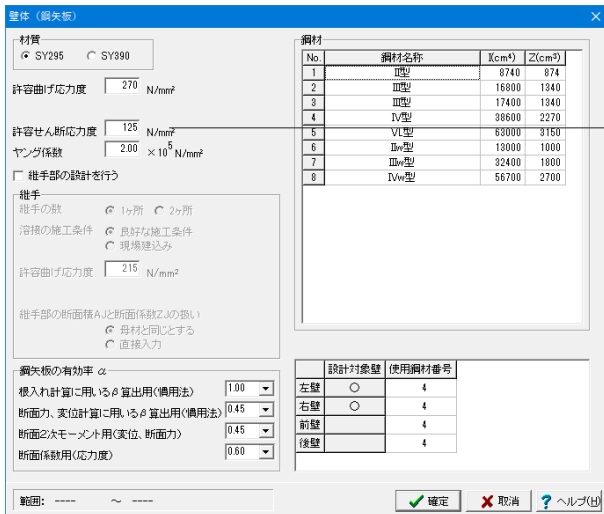 壁体（鋼矢板）
材質
SY295 SY390
許容曲げ応力度 270 N/mm²
許容せん断応力度 125 N/mm²
ヤング係数 2.00 ×10⁵ N/mm²
継手部の設計を行う
継手
継手の数 1ヶ所 2ヶ所
溶接の施工条件 良好な施工条件
現場建込み
許容曲げ応力度 215 N/mm²
継手部の断面積AJと断面係数ZJの扱い
母材と同じとする
直接入力
鋼矢板の有効率 α
根入れ計算に用いるβ算出用(慣用法) 1.00
断面力、変位計算に用いるβ算出用(慣用法) 0.45
断面2次モーメント用(変位、断面力) 0.45
断面係数用(応力度) 0.60
鋼材
No. 鋼材名称 I(cm⁴) Z(cm³)
1 Ⅱ型 8740 874
2 Ⅲ型 16800 1340
3 Ⅲ型 17400 1340
4 Ⅳ型 38600 2270
5 ⅤL型 63000 3150
6 Ⅱw型 13000 1000
7 Ⅲw型 32400 1800
8 Ⅳw型 56700 2700
設計対象壁 使用鋼材番号
左壁 ○ 4
右壁 ○ 4
前壁 4
後壁 4
範囲: ---- ～ ----
確定 取消 ヘルプ(H)